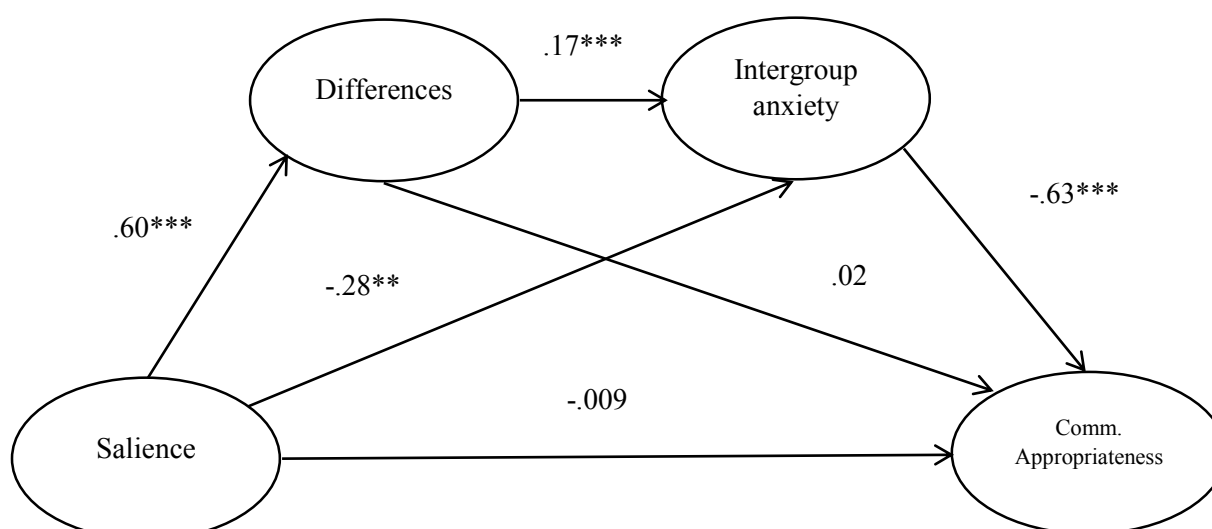 .17***
Differences
Intergroup
anxiety
.60***
-.63***
-.28**
.02
-.009
Salience
Comm.
Appropriateness